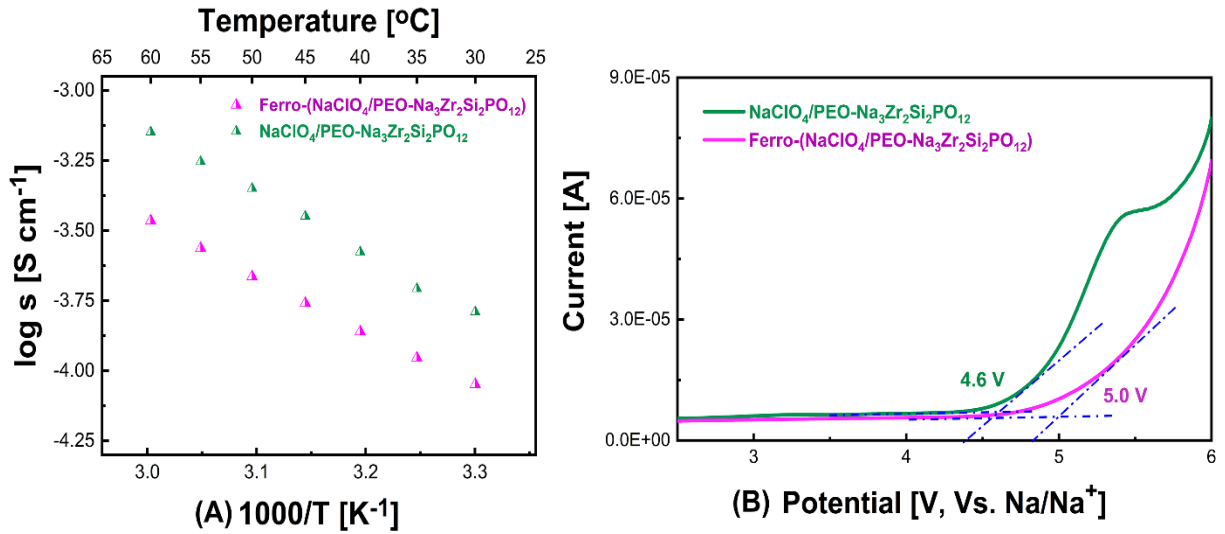 Temperature [ºC]
65 60 55 50 45 40 35 30 25
log s [S cm⁻¹]
-3.00
-3.25
-3.50
-3.75
-4.00
-4.25
Ferro-(NaClO₄/PEO-Na₃Zr₂Si₂PO₁₂)
NaClO₄/PEO-Na₃Zr₂Si₂PO₁₂
3.0 3.1 3.2 3.3
(A) 1000/T [K⁻¹]
Current [A]
9.0E-05
6.0E-05
3.0E-05
0.0E+00
NaClO₄/PEO-Na₃Zr₂Si₂PO₁₂
Ferro-(NaClO₄/PEO-Na₃Zr₂Si₂PO₁₂)
4.6 V
5.0 V
3 4 5 6
(B) Potential [V, Vs. Na/Na⁺]